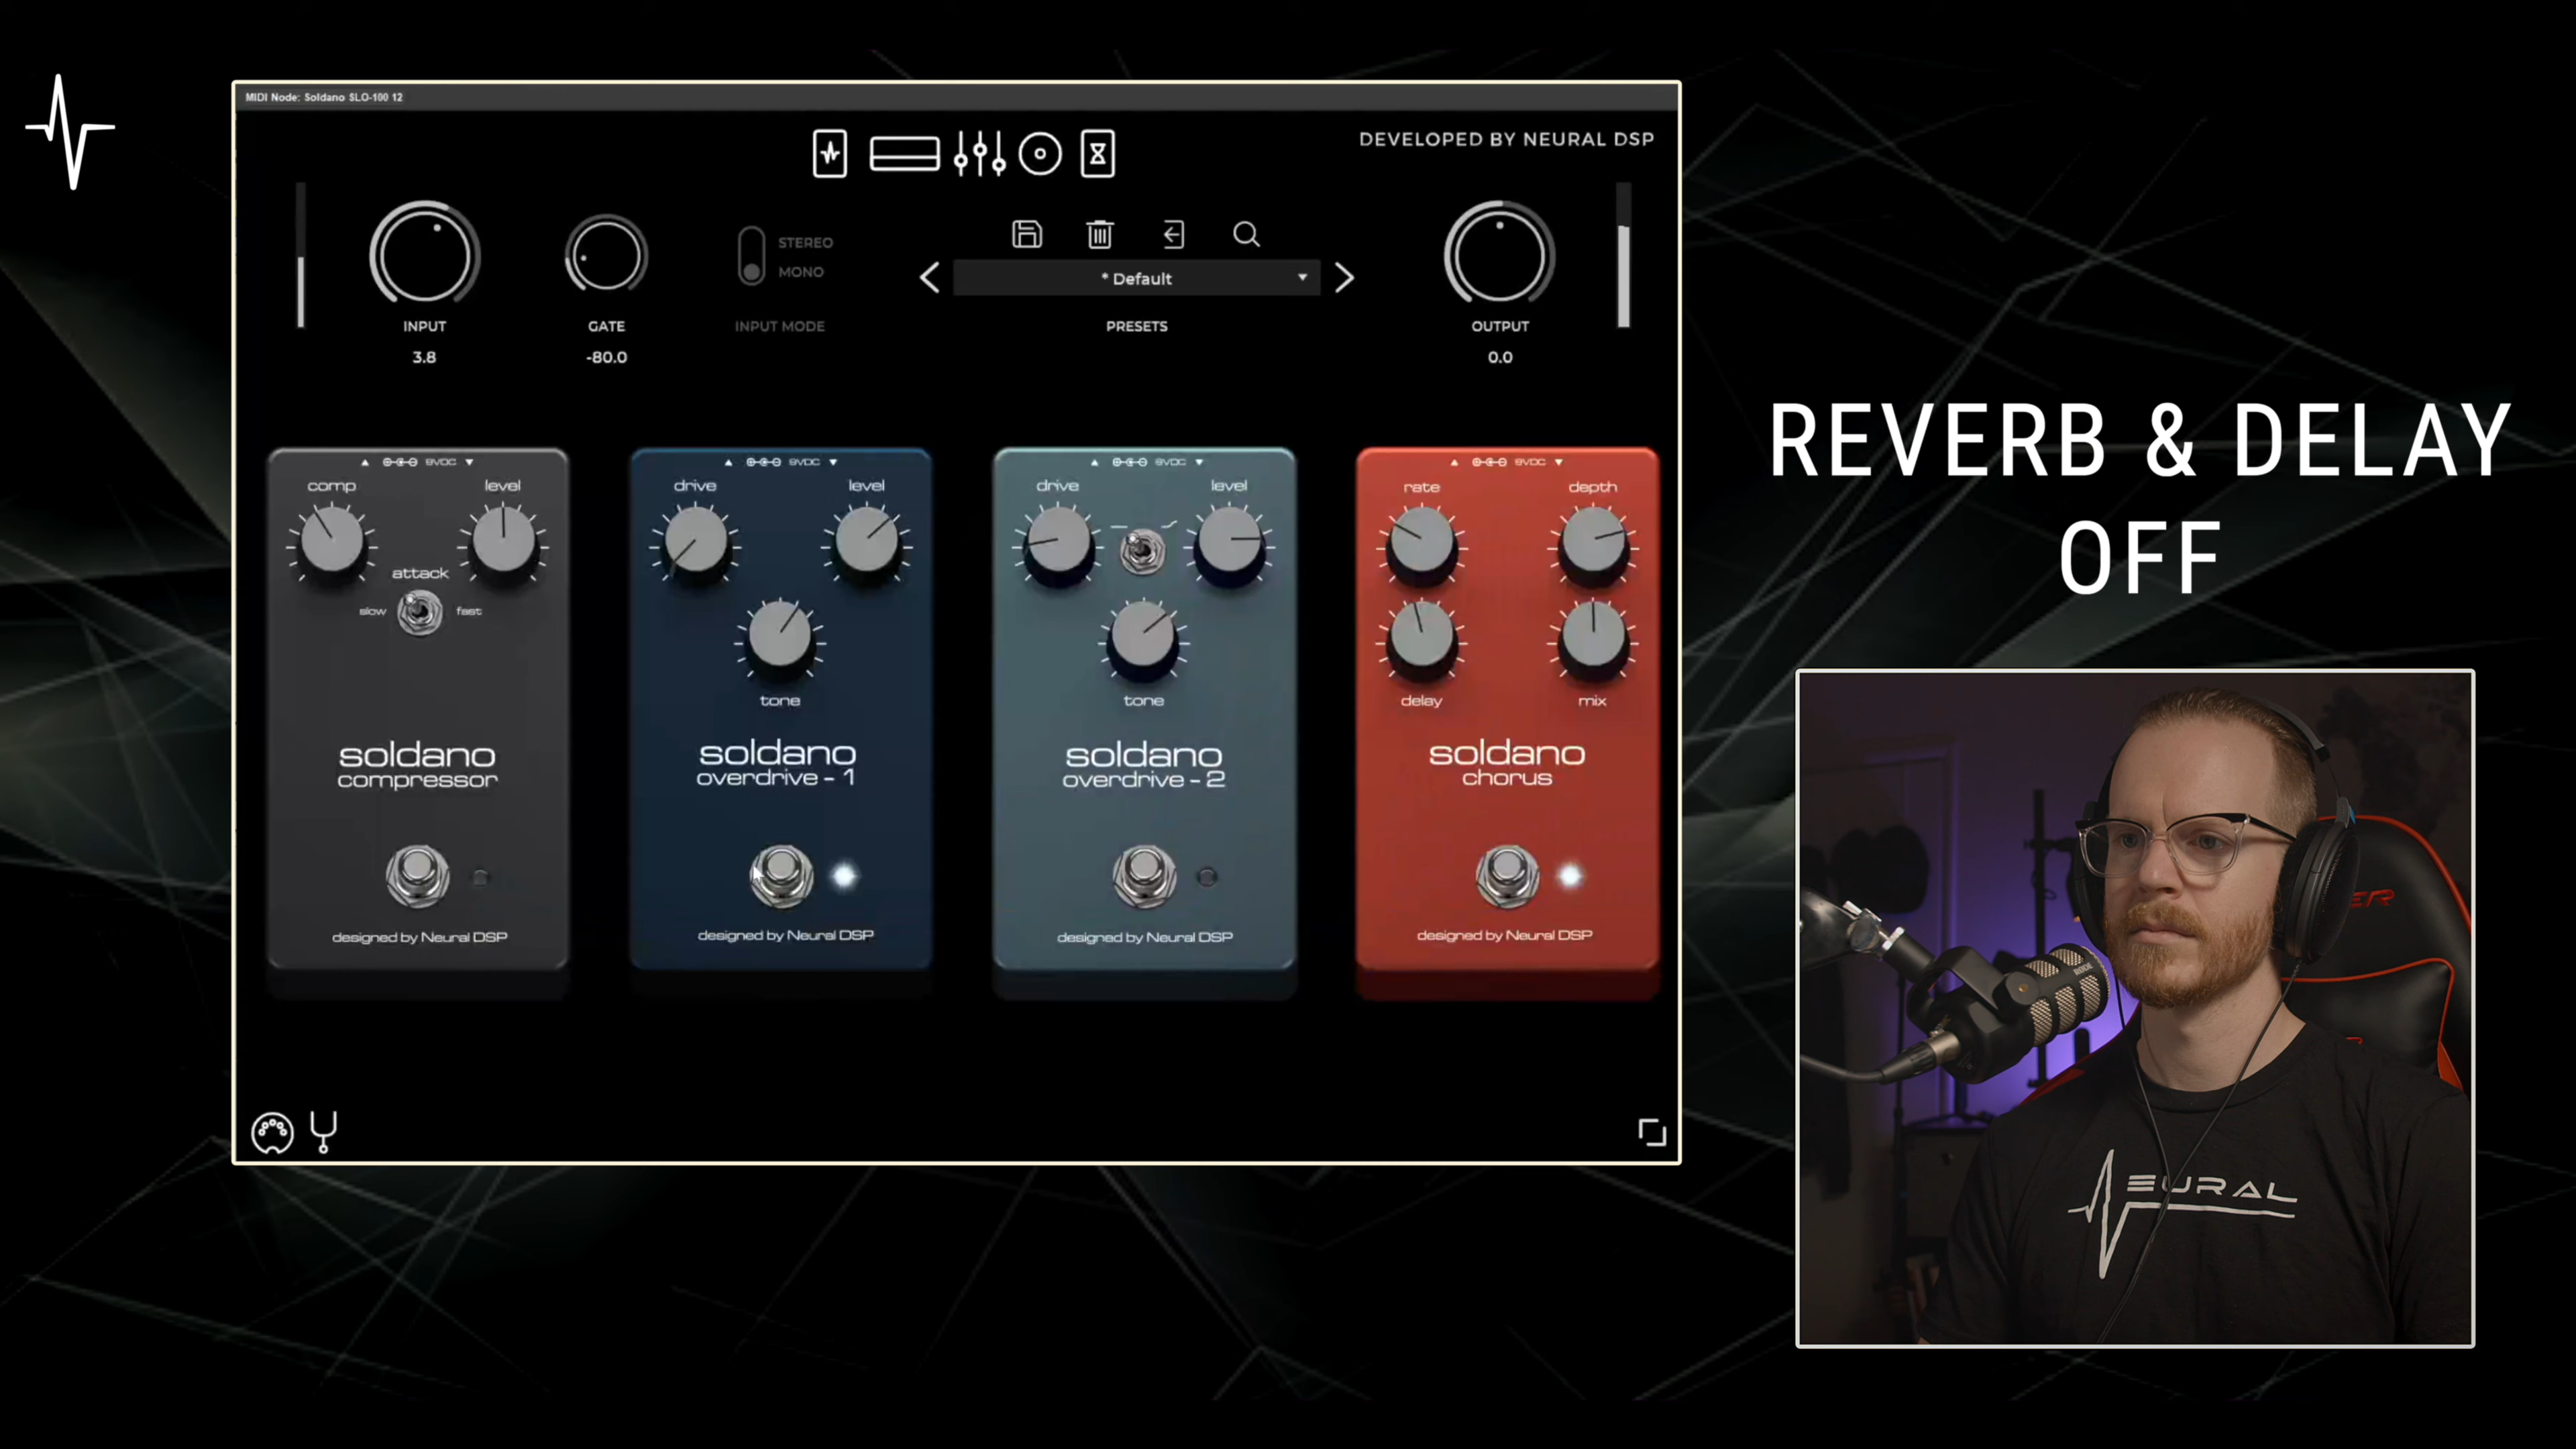 MIDI Node: Soldano SLO-100 12
DEVELOPED BY NEURAL DSP
STEREO
MONO
* Default
INPUT
GATE
INPUT MODE
PRESETS
OUTPUT
3.8
-80.0
0.0
9VDC
comp
level
attack
slow
fast
soldano
compressor
designed by Neural DSP
9VDC
drive
level
tone
soldano
overdrive - 1
designed by Neural DSP
9VDC
drive
level
tone
soldano
overdrive - 2
designed by Neural DSP
9VDC
rate
depth
delay
mix
soldano
chorus
designed by Neural DSP
REVERB & DELAY
OFF
RODE
ER
NEURAL